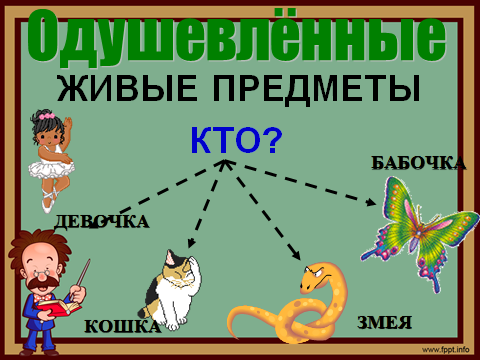 Одушевлённые
ЖИВЫЕ ПРЕДМЕТЫ
КТО?
БАБОЧКА
ДЕВОЧКА
КОШКА
ЗМЕЯ
www.fppt.info